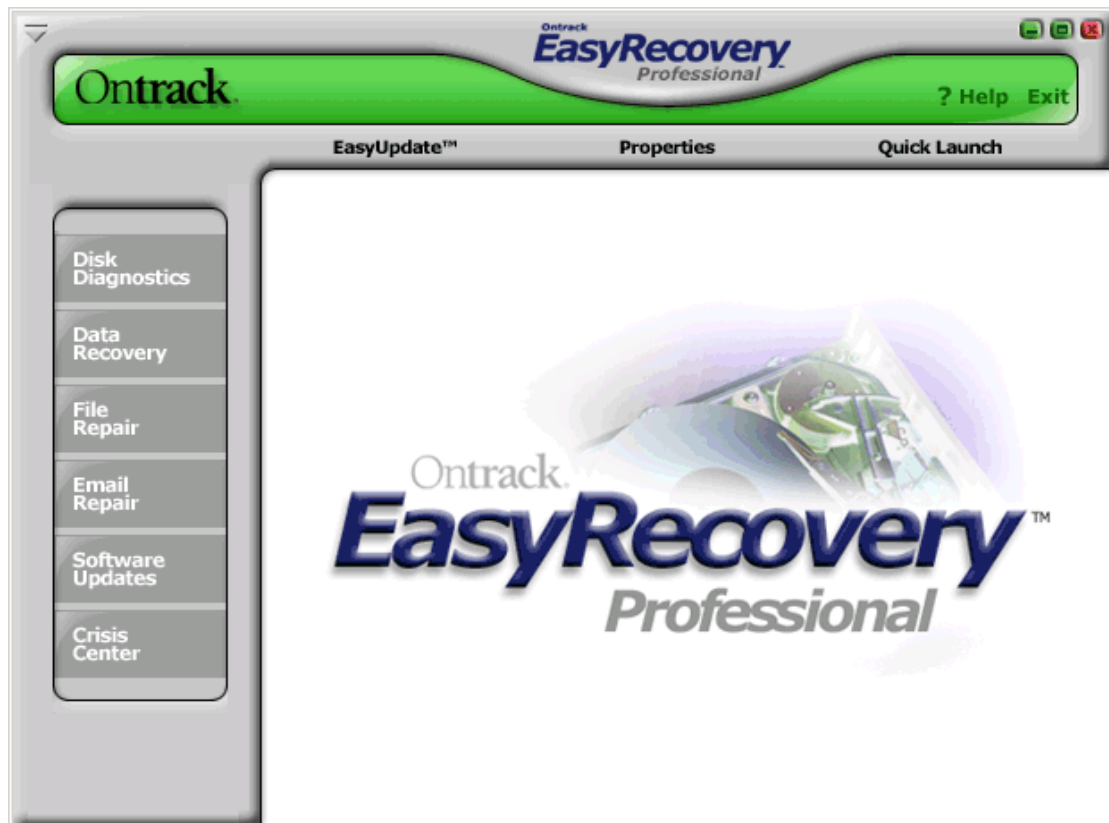 Ontrack
EasyRecovery
Professional
Ontrack.
? Help Exit
EasyUpdate™ Properties Quick Launch
Disk
Diagnostics
Data
Recovery
File
Repair
Email
Repair
Software
Updates
Crisis
Center
Ontrack.
EasyRecovery™
Professional